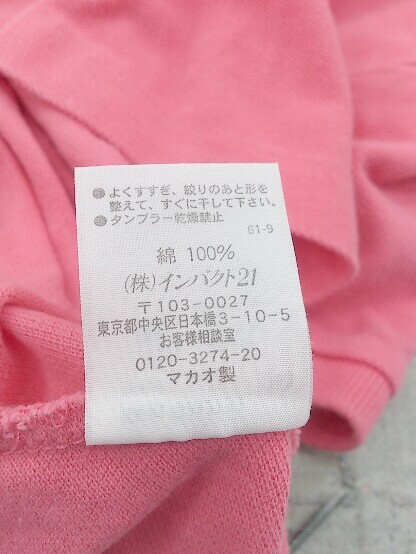 ●よくすすぎ、絞りのあと形を
整えて、すぐに干して下さい。
●タンブラー乾燥禁止
61-9
綿 100%
(株)インパクト21
〒103-0027
東京都中央区日本橋3-10-5
お客様相談室
0120-3274-20
マカオ製